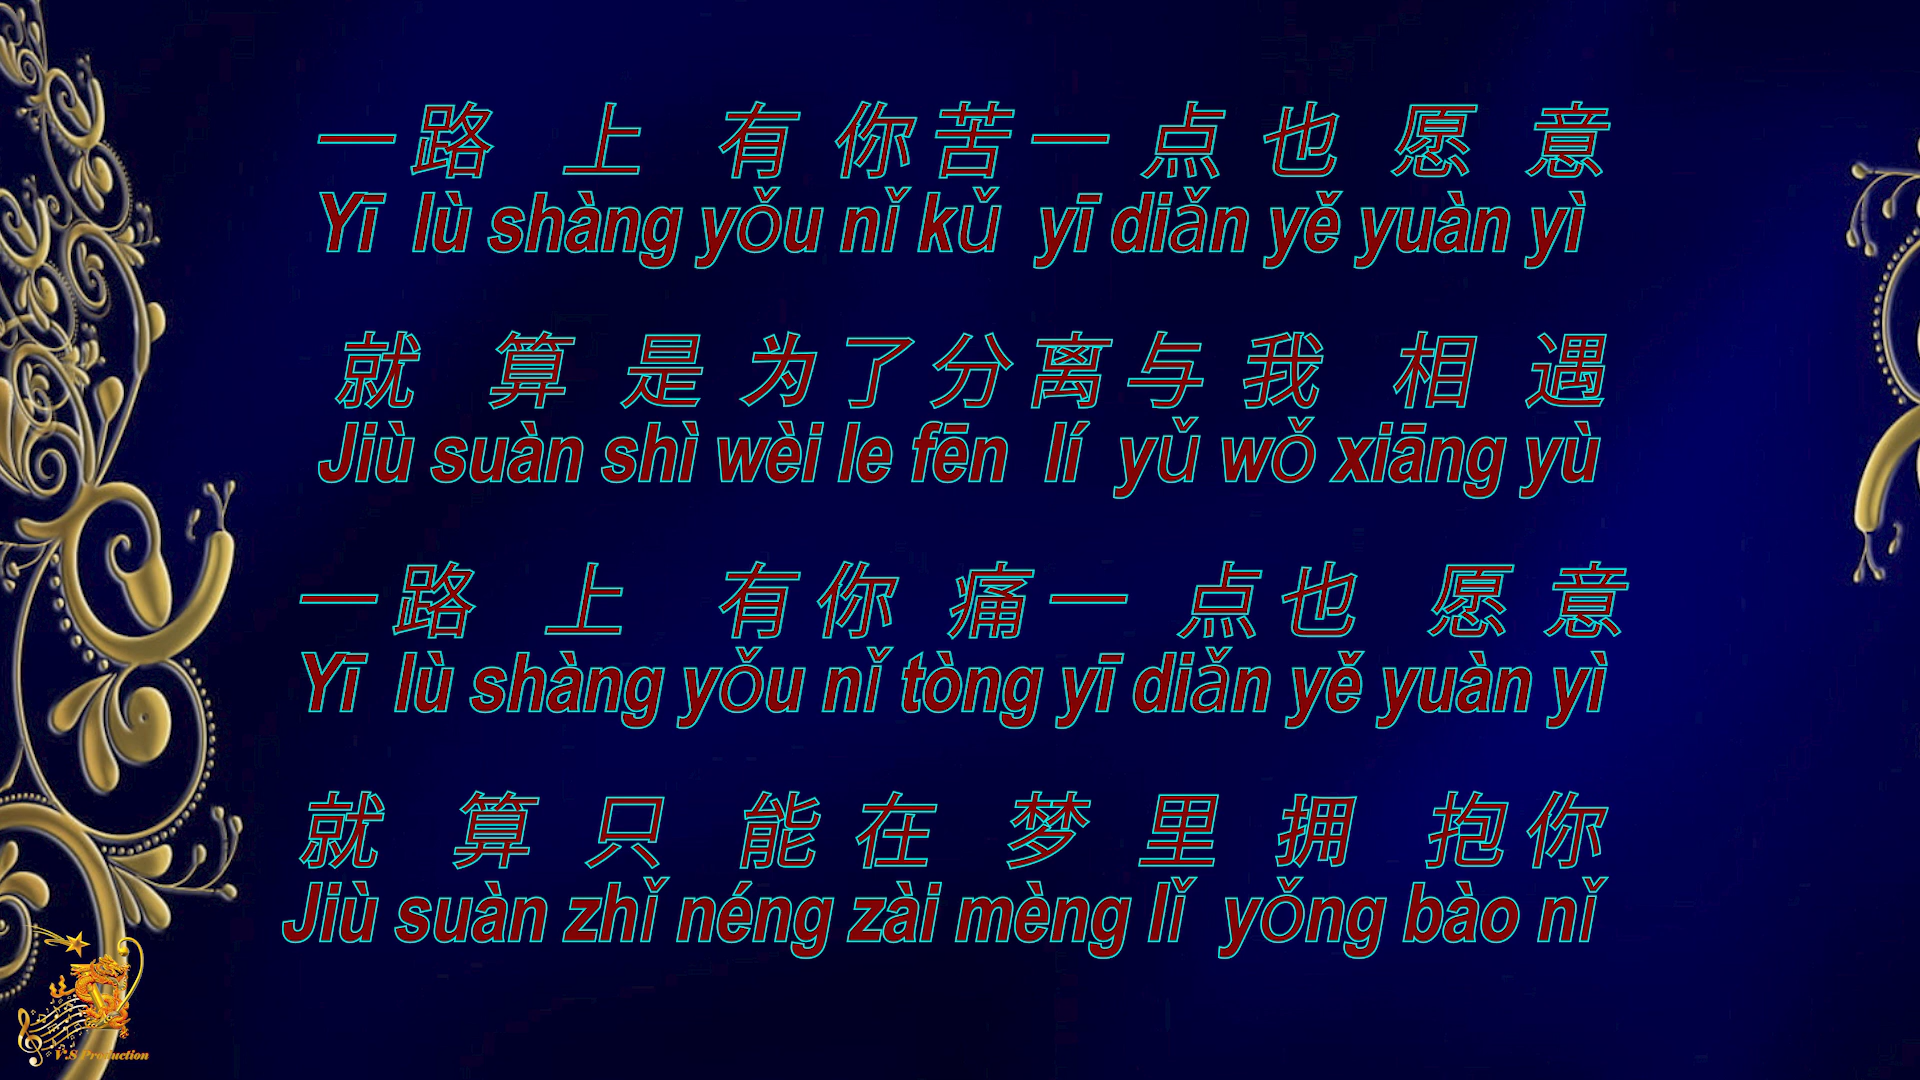 一路上有你苦一点也愿意
Yī lù shàng yǒu nǐ kǔ yī diǎn yě yuàn yì
就算是为了分离与我相遇
Jiù suàn shì wèi le fēn lí yǔ wǒ xiāng yù
一路上有你痛一点也愿意
Yī lù shàng yǒu nǐ tòng yī diǎn yě yuàn yì
就算只能在梦里拥抱你
Jiù suàn zhǐ néng zài mèng lǐ yǒng bào nǐ
V.S Production